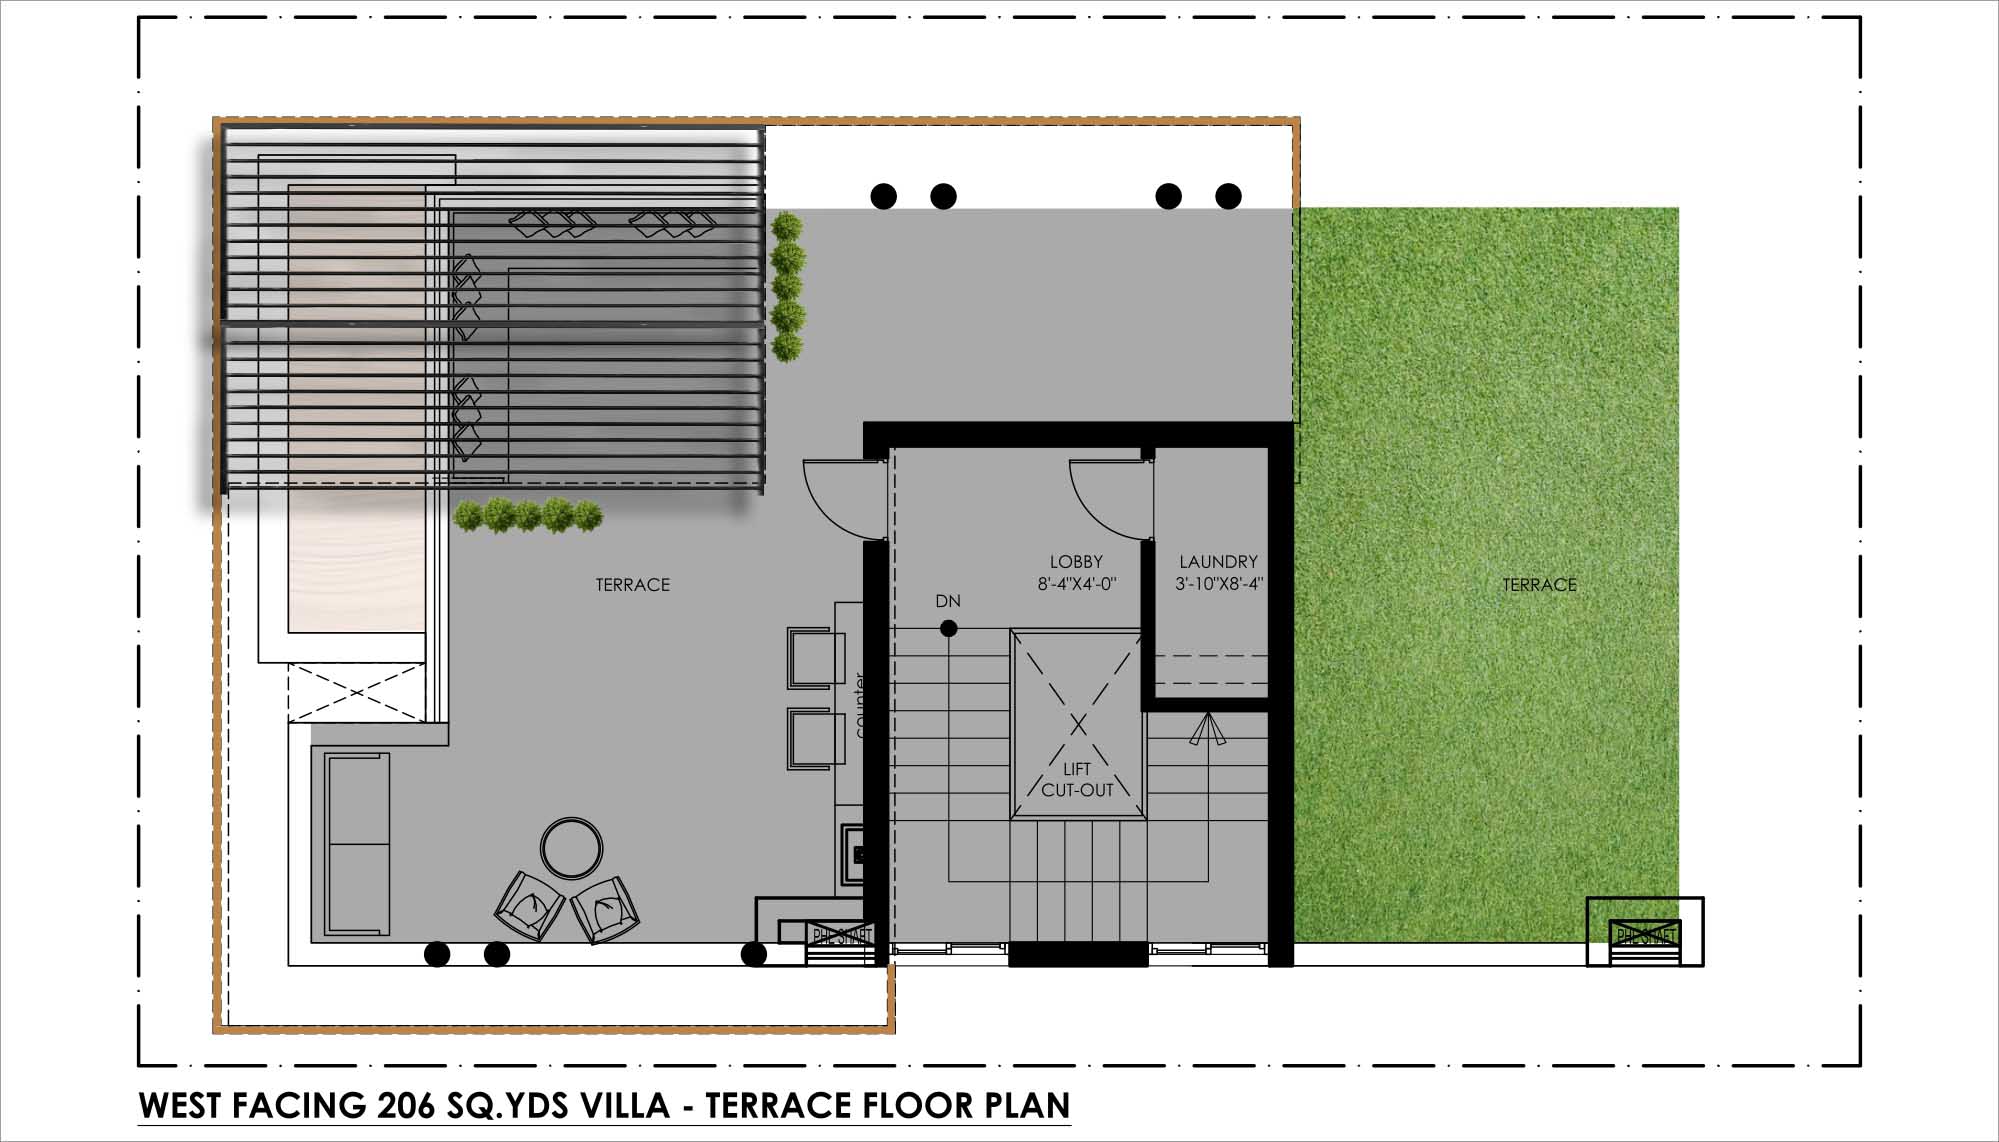 LOBBY
8'-4"X4'-0"
LAUNDRY
3'-10"X8'-4"
TERRACE
TERRACE
DN
counter
LIFT
CUT-OUT
PHE SHAFT
PHE SHAFT
WEST FACING 206 SQ.YDS VILLA - TERRACE FLOOR PLAN